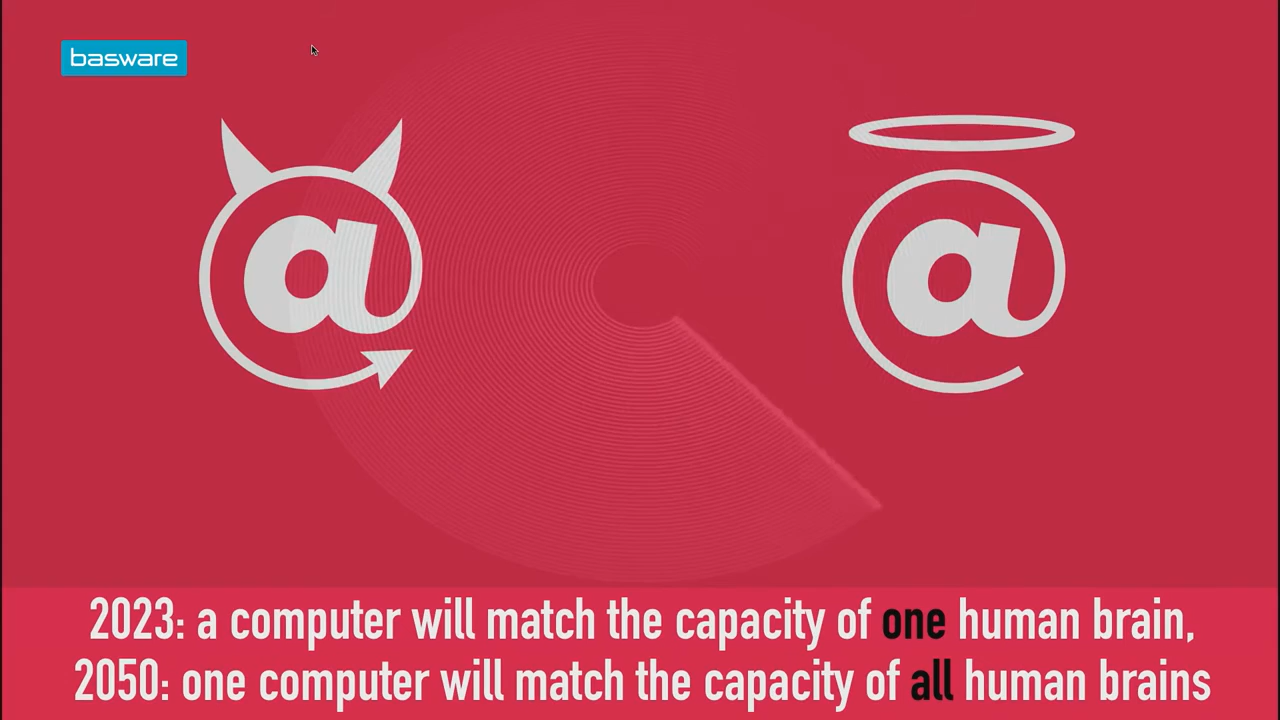 basware
@ @
2023: a computer will match the capacity of one human brain,
2050: one computer will match the capacity of all human brains